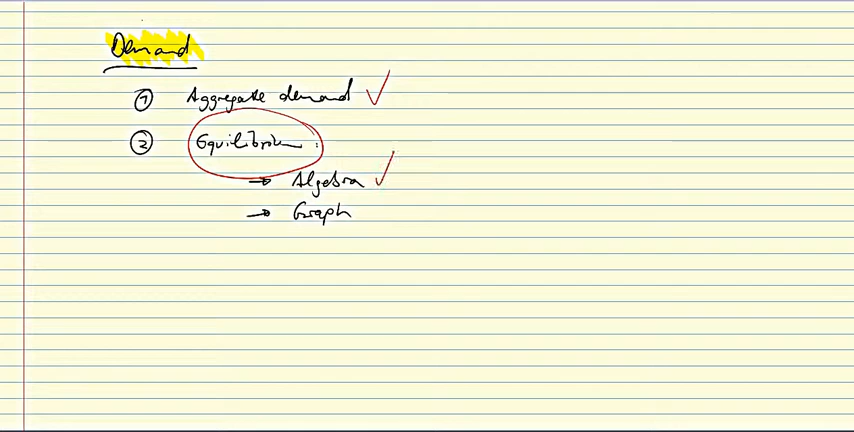 Demand
① Aggregate demand ✓
② Equilibrium :
→ Algebra ✓
→ Graph